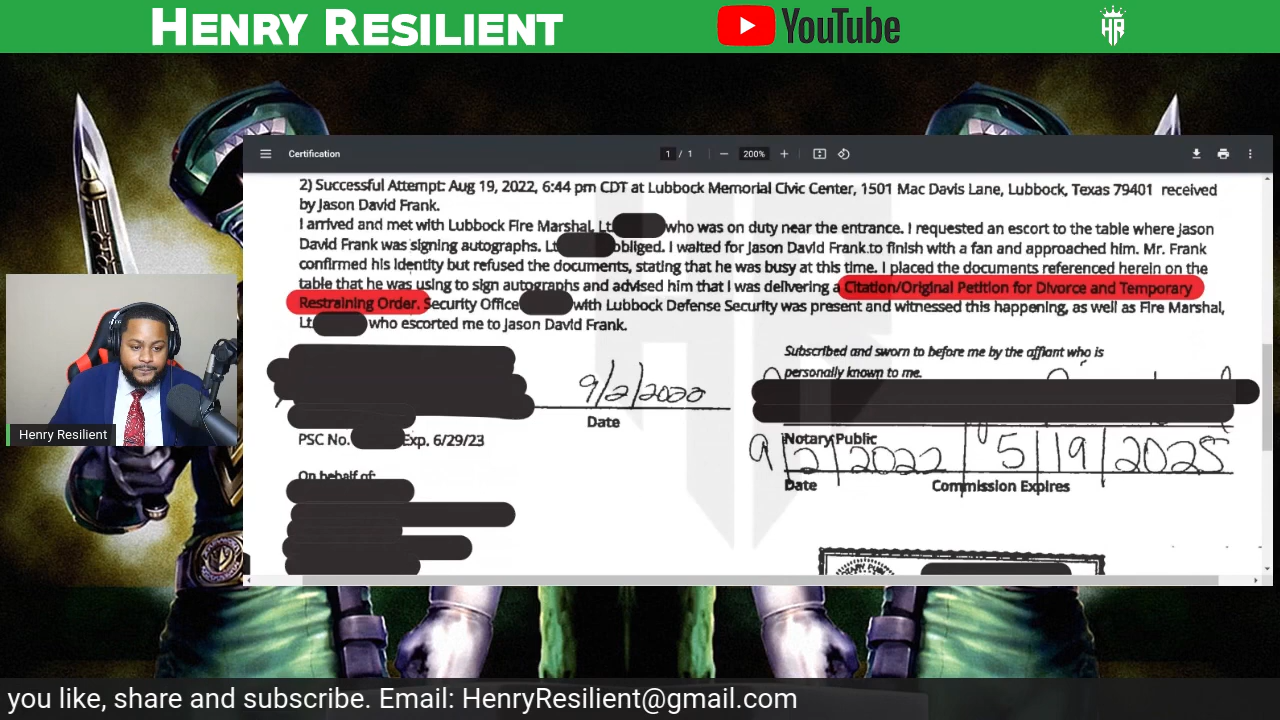 HENRY RESILIENT
YouTube
HR
Certification
1 / 1
200%
2) Successful Attempt: Aug 19, 2022, 6:44 pm CDT at Lubbock Memorial Civic Center, 1501 Mac Davis Lane, Lubbock, Texas 79401 received
by Jason David Frank.
I arrived and met with Lubbock Fire Marshal, Lt who was on duty near the entrance. I requested an escort to the table where Jason
David Frank was signing autographs. Lt obliged. I waited for Jason David Frank to finish with a fan and approached him. Mr. Frank
confirmed his identity but refused the documents, stating that he was busy at this time. I placed the documents referenced herein on the
table that he was using to sign autographs and advised him that I was delivering a Citation/Original Petition for Divorce and Temporary
Restraining Order. Security Office with Lubbock Defense Security was present and witnessed this happening, as well as Fire Marshal,
Lt who escorted me to Jason David Frank.
Subscribed and sworn to before me by the affiant who is
personally known to me.
Date
PSC No. Exp. 6/29/23
On behalf of:
Notary Public
9/2/2022 5/19/2025
Date Commission Expires
Henry Resilient
you like, share and subscribe. Email: HenryResilient@gmail.com